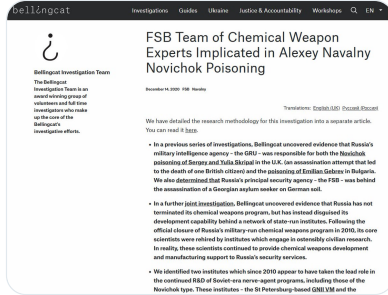 bellingcat
Investigations Guides Ukraine Justice & Accountability Workshops EN
FSB Team of Chemical Weapon
Experts Implicated in Alexey Navalny
Novichok Poisoning
December 14, 2020 FSB Navalny
Bellingcat Investigation Team
The Bellingcat
Investigation Team is an
award winning group of
volunteers and full time
investigators who make
up the core of the
Bellingcat's
investigative efforts.
Translations: English (UK) Русский (Россия)
We have detailed the research methodology for this investigation into a separate article.
You can read it here.
• In a previous series of investigations, Bellingcat uncovered evidence that Russia's
military intelligence agency – the GRU – was responsible for both the Novichok
poisoning of Sergey and Yulia Skripal in the U.K. (an assassination attempt that led
to the death of one British citizen) and the poisoning of Emilian Gebrev in Bulgaria.
We also determined that Russia's principal security agency – the FSB – was behind
the assassination of a Georgian asylum seeker on German soil.
• In a further joint investigation, Bellingcat uncovered evidence that Russia has not
terminated its chemical weapons program, but has instead disguised its
development capability behind a network of state-run institutes. Following the
official closure of Russia's military-run chemical weapons program in 2010, its core
scientists were rehired by institutes which engage in ostensibly civilian research.
In reality, these scientists continued to provide chemical weapons development
and manufacturing support to Russia's security services.
• We identified two institutes which since 2010 appear to have taken the lead role in
the continued R&D of Soviet-era nerve-agent programs, including those of the
Novichok type. These institutes - the St Petersburg-based GNII VM and the